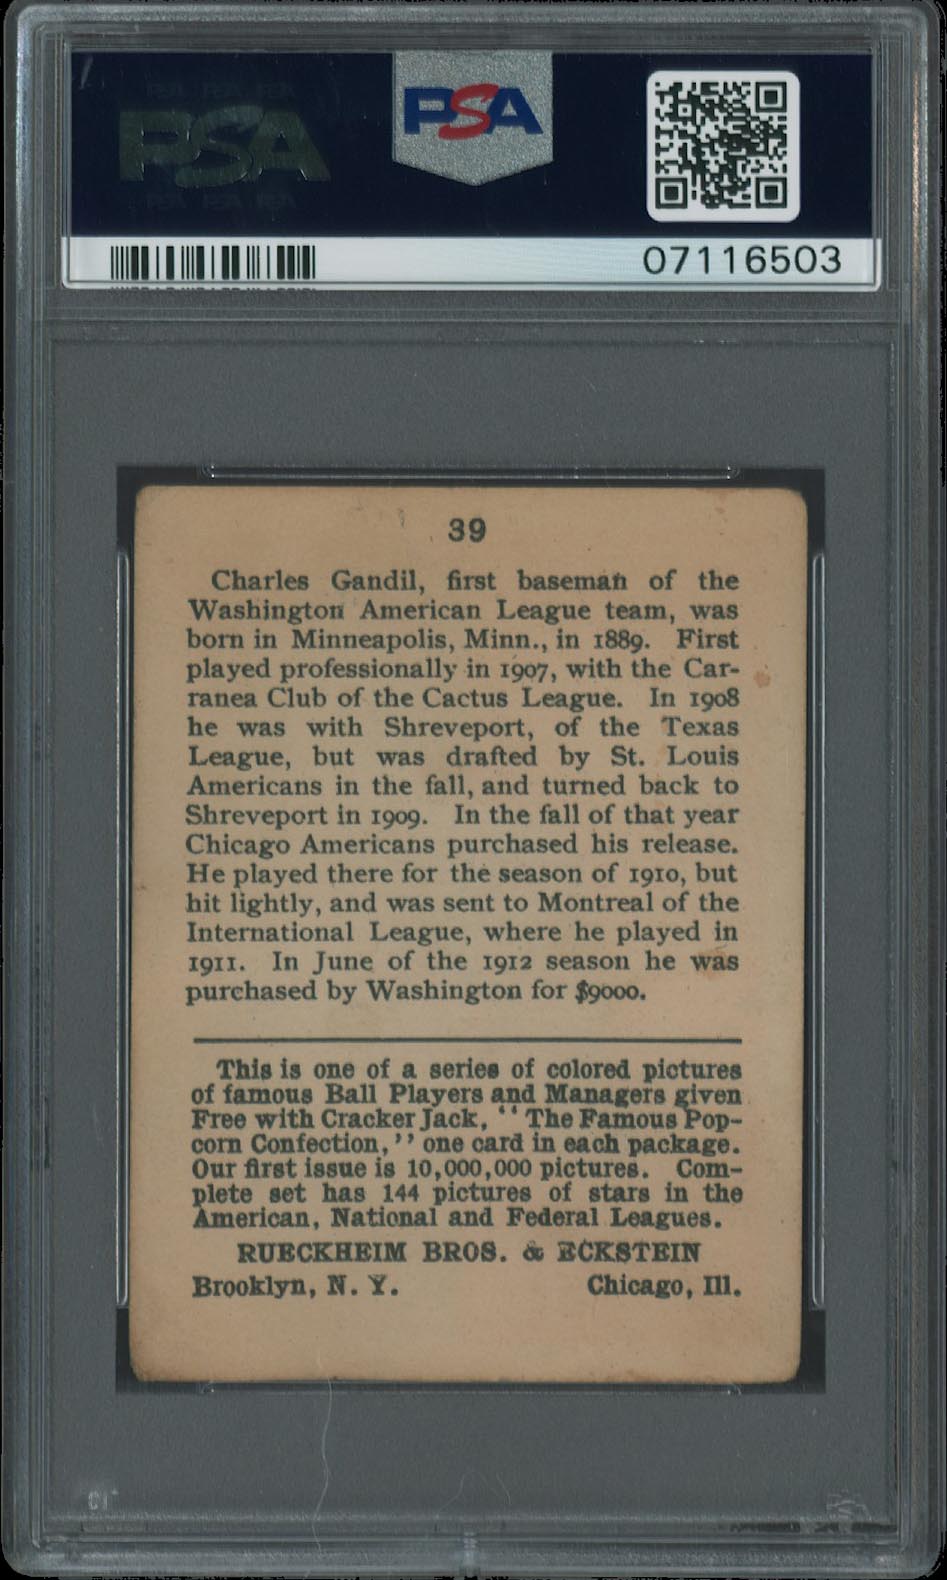 PSA PSA PSA
PSA
PSA
PSA PSA PSA
07116503
39
Charles Gandil, first baseman of the
Washington American League team, was
born in Minneapolis, Minn., in 1889. First
played professionally in 1907, with the Car-
ranea Club of the Cactus League. In 1908
he was with Shreveport, of the Texas
League, but was drafted by St. Louis
Americans in the fall, and turned back to
Shreveport in 1909. In the fall of that year
Chicago Americans purchased his release.
He played there for the season of 1910, but
hit lightly, and was sent to Montreal of the
International League, where he played in
1911. In June of the 1912 season he was
purchased by Washington for $9000.
This is one of a series of colored pictures
of famous Ball Players and Managers given
Free with Cracker Jack, “The Famous Pop-
corn Confection,” one card in each package.
Our first issue is 10,000,000 pictures. Com-
plete set has 144 pictures of stars in the
American, National and Federal Leagues.
RUECKHEIM BROS. & ECKSTEIN
Brooklyn, N. Y. Chicago, Ill.